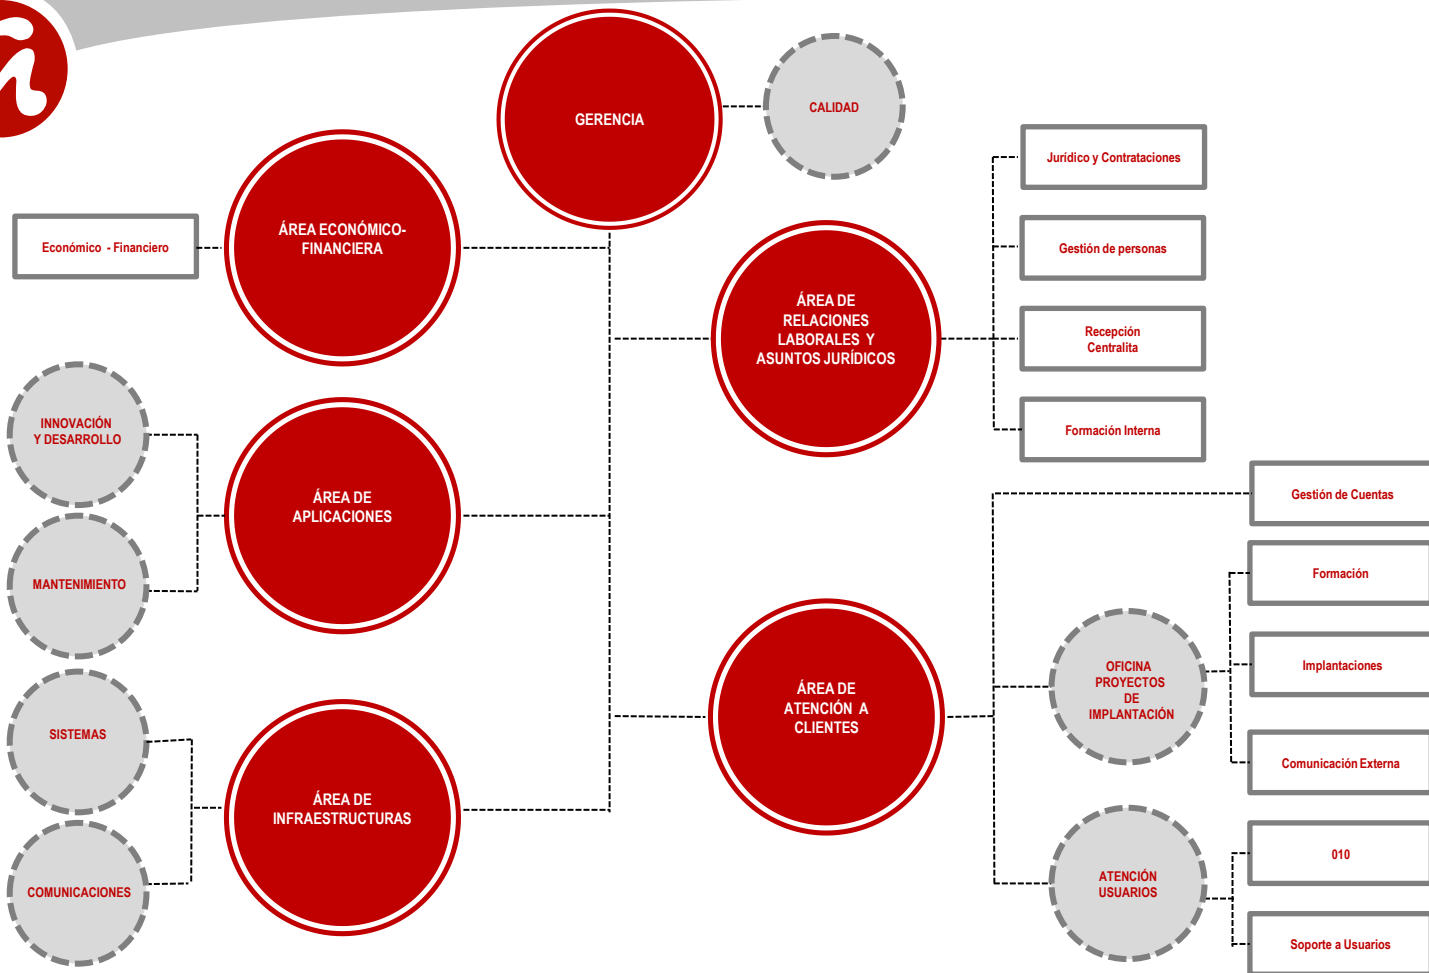 GERENCIA
CALIDAD
ÁREA ECONÓMICO-
FINANCIERA
Económico - Financiero
ÁREA DE
RELACIONES
LABORALES Y
ASUNTOS JURÍDICOS
Jurídico y Contrataciones
Gestión de personas
Recepción
Centralita
Formación Interna
INNOVACIÓN
Y DESARROLLO
MANTENIMIENTO
ÁREA DE
APLICACIONES
SISTEMAS
COMUNICACIONES
ÁREA DE
INFRAESTRUCTURAS
ÁREA DE
ATENCIÓN A
CLIENTES
Gestión de Cuentas
OFICINA
PROYECTOS
DE
IMPLANTACIÓN
Formación
Implantaciones
Comunicación Externa
ATENCIÓN
USUARIOS
010
Soporte a Usuarios